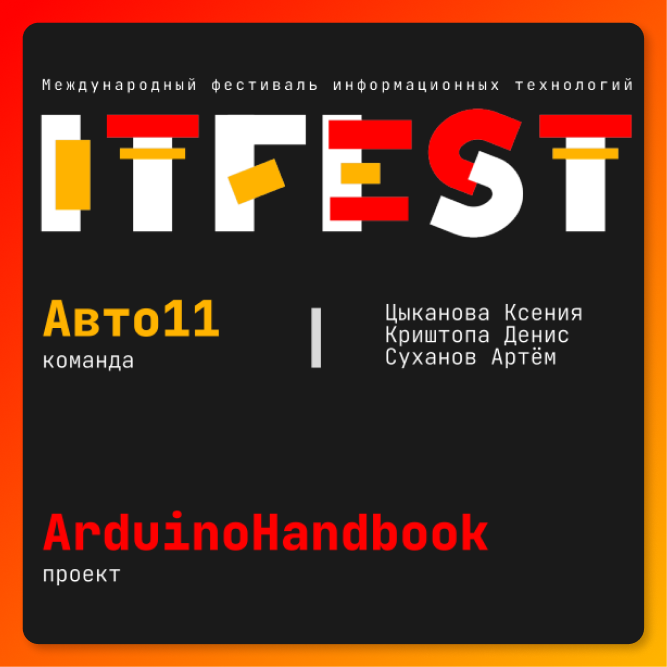 Международный фестиваль информационных технологий
ITFEST
Авто11
команда
Цыканова Ксения
Криштопа Денис
Суханов Артём
ArduinoHandbook
проект